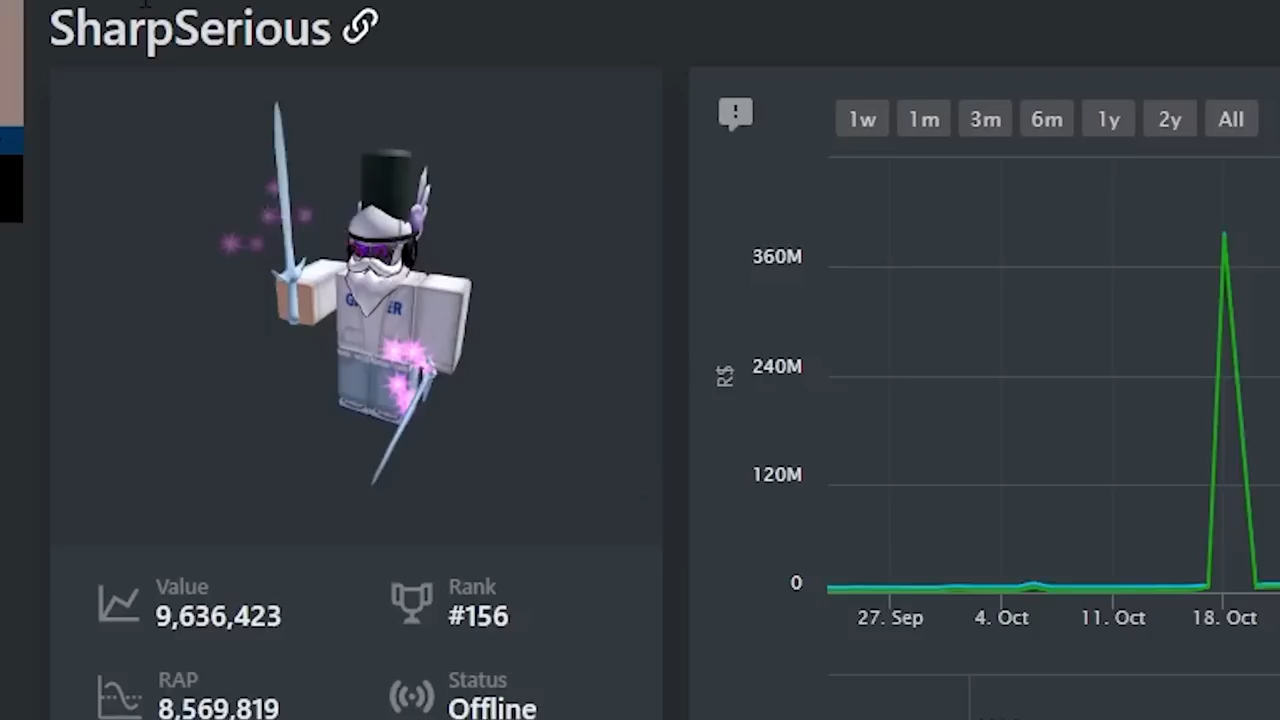 SharpSerious
1w 1m 3m 6m 1y 2y All
360M
240M
R$
120M
0
27. Sep 4. Oct 11. Oct 18. Oct
Value
9,636,423
Rank
#156
RAP
8,569,819
Status
Offline